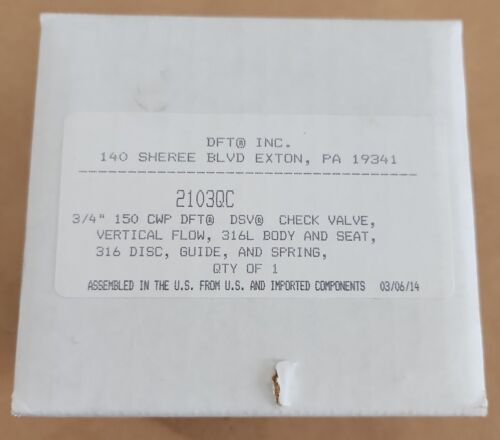 DFT® INC.
140 SHEREE BLVD EXTON, PA 19341
2103QC
3/4" 150 CWP DFT® DSV® CHECK VALVE,
VERTICAL FLOW, 316L BODY AND SEAT,
316 DISC, GUIDE, AND SPRING,
QTY OF 1
ASSEMBLED IN THE U.S. FROM U.S. AND IMPORTED COMPONENTS 03/06/14